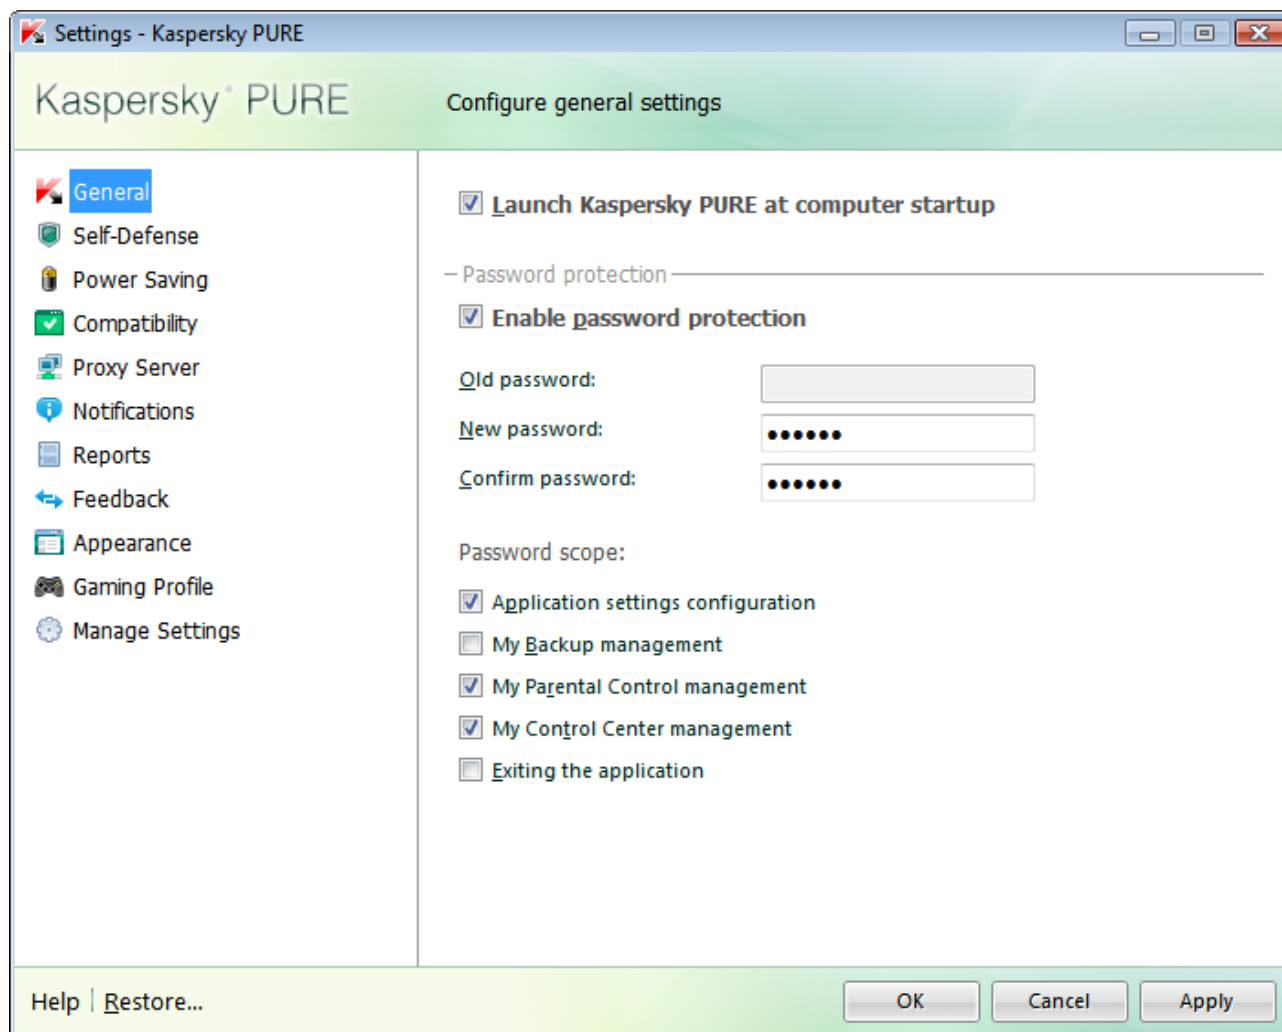 Settings - Kaspersky PURE
Kaspersky PURE
Configure general settings
General
Self-Defense
Power Saving
Compatibility
Proxy Server
Notifications
Reports
Feedback
Appearance
Gaming Profile
Manage Settings
Launch Kaspersky PURE at computer startup
Password protection
Enable password protection
Old password:
New password: ●●●●●●
Confirm password: ●●●●●●
Password scope:
Application settings configuration
My Backup management
My Parental Control management
My Control Center management
Exiting the application
Help | Restore... OK Cancel Apply